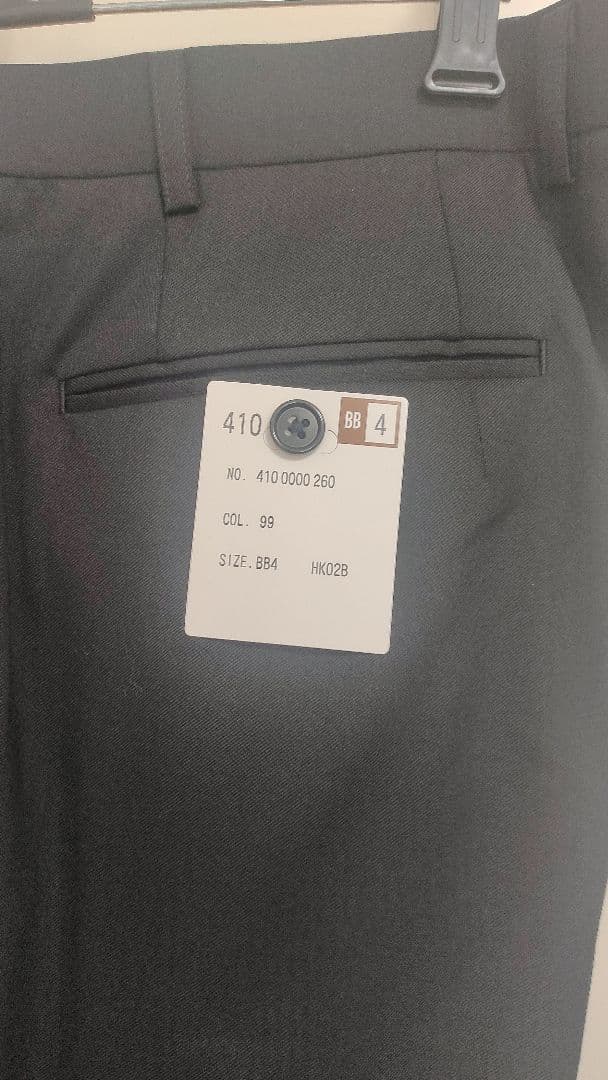 410 BB 4
NO. 410 0000 260
COL. 99
SIZE. BB4 HK02B